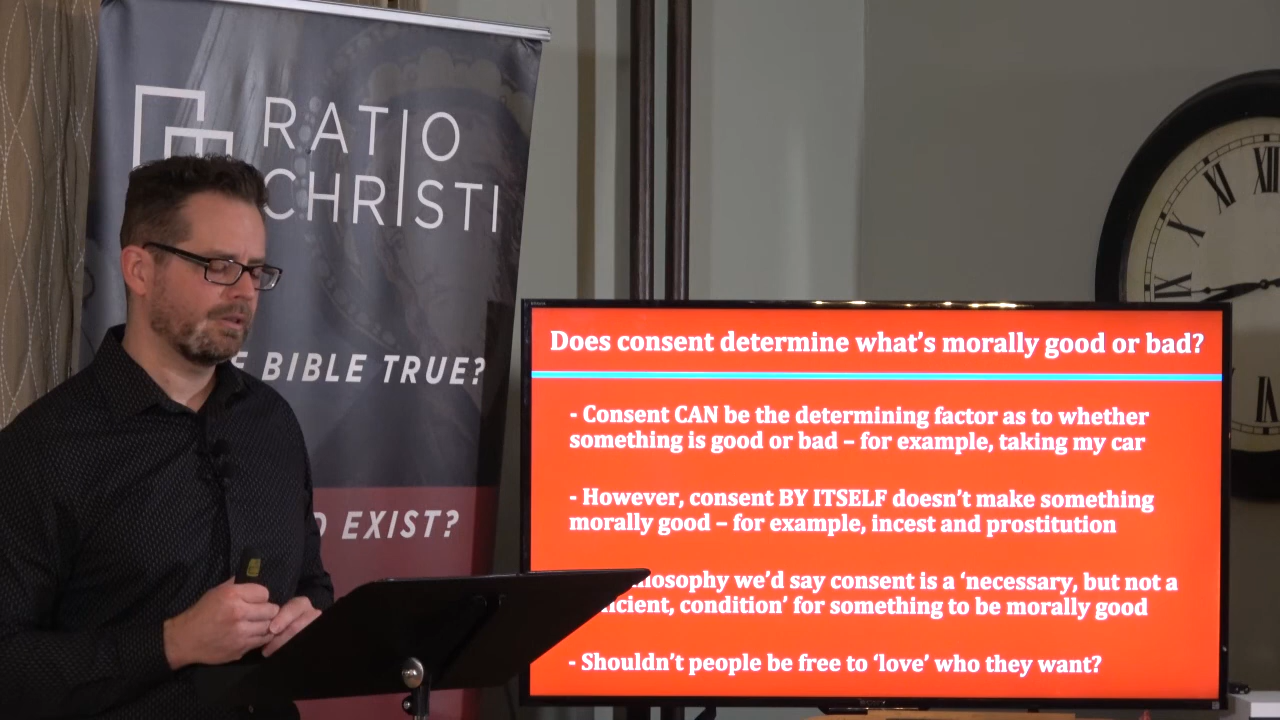 RATIO
CHRISTI
BIBLE TRUE?
EXIST?
Does consent determine what's morally good or bad?
- Consent CAN be the determining factor as to whether
something is good or bad – for example, taking my car
- However, consent BY ITSELF doesn't make something
morally good – for example, incest and prostitution
we'd say consent is a 'necessary, but not a
condition' for something to be morally good
- Shouldn't people be free to 'love' who they want?
XII
XI
X
IX